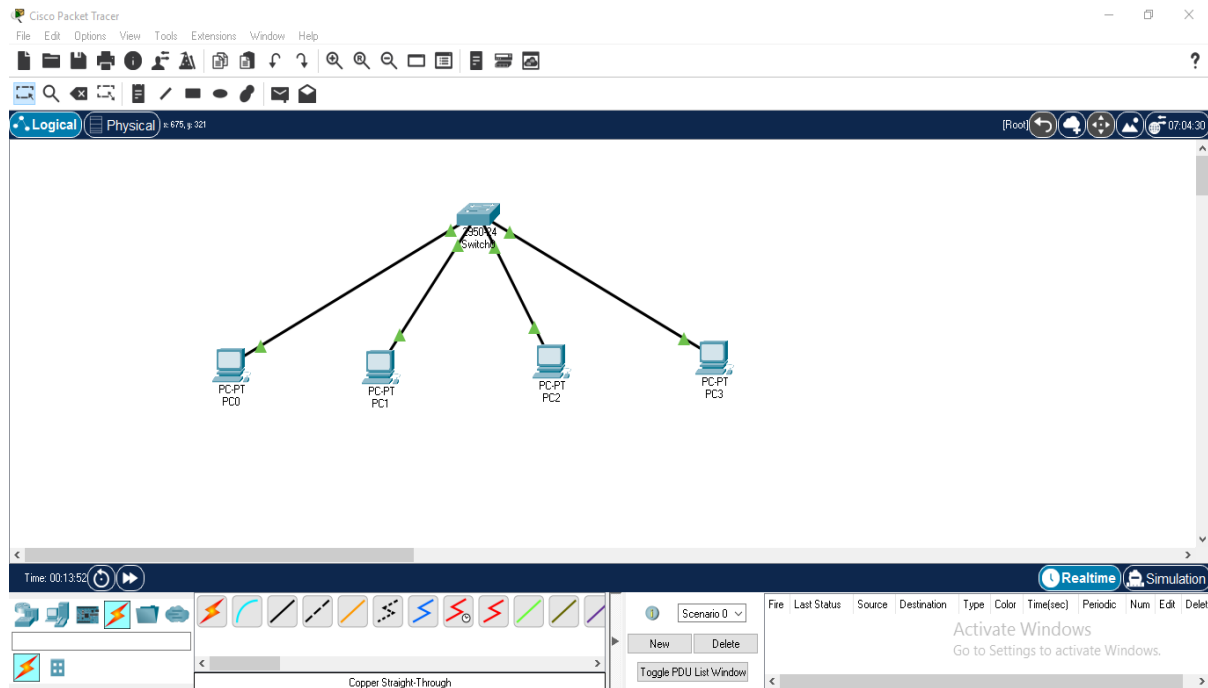 Cisco Packet Tracer
File Edit Options View Tools Extensions Window Help
?
Logical Physical x: 675, y: 321 [Root] 07:04:30
2950-24
Switch0
PC-PT
PC0
PC-PT
PC1
PC-PT
PC2
PC-PT
PC3
Time: 00:13:52 Realtime Simulation
Scenario 0
New Delete
Toggle PDU List Window
Fire Last Status Source Destination Type Color Time(sec) Periodic Num Edit Delet
Activate Windows
Go to Settings to activate Windows.
Copper Straight-Through